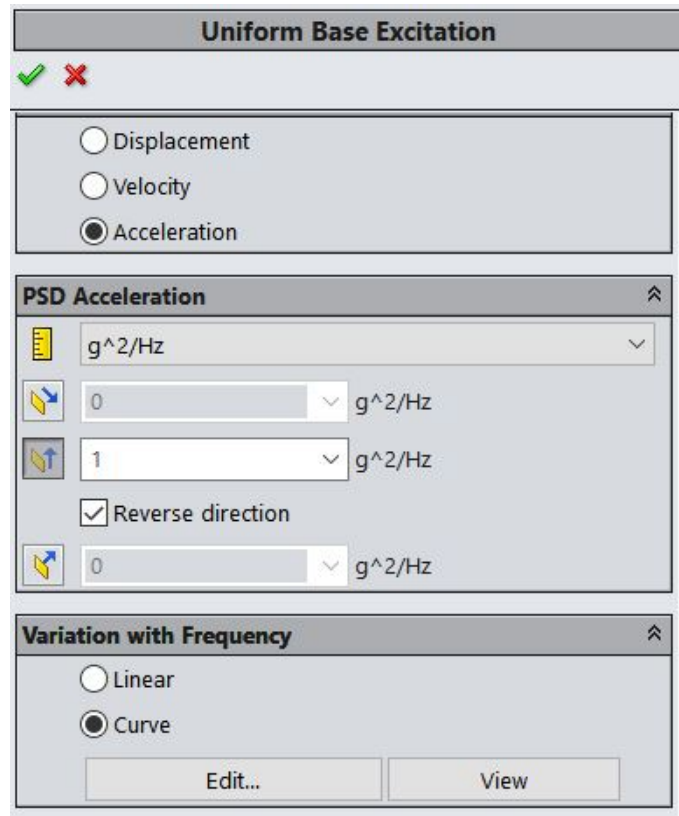 Uniform Base Excitation
Displacement
Velocity
Acceleration
PSD Acceleration
g^2/Hz
0 g^2/Hz
1 g^2/Hz
Reverse direction
0 g^2/Hz
Variation with Frequency
Linear
Curve
Edit... View